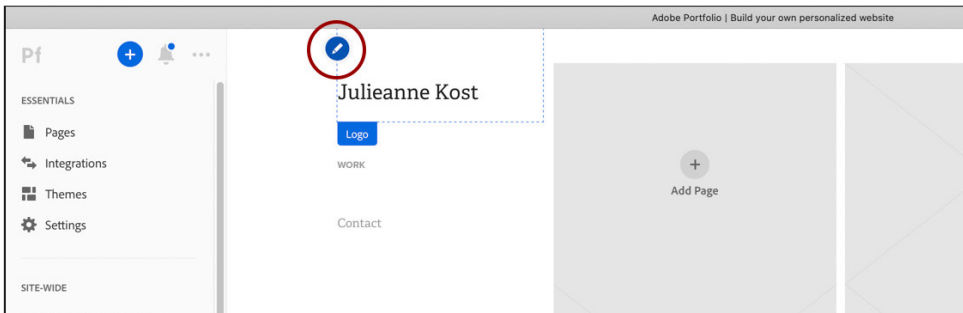 Adobe Portfolio | Build your own personalized website
Pf
ESSENTIALS
Pages
Integrations
Themes
Settings
SITE-WIDE
Julieanne Kost
Logo
WORK
Contact
Add Page